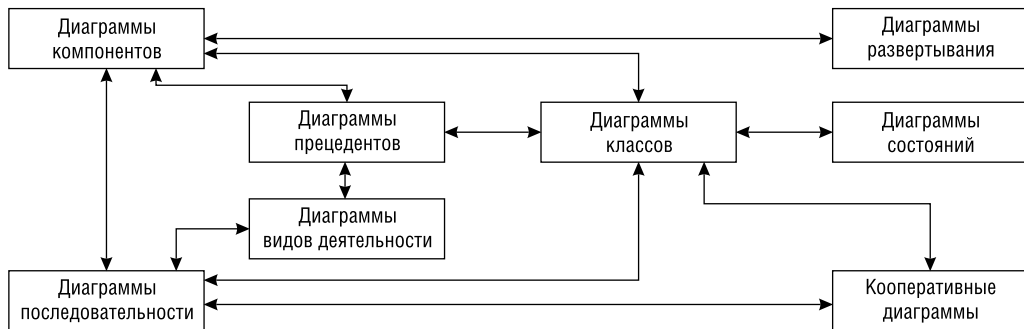 Диаграммы
компонентов
Диаграммы
развертывания
Диаграммы
прецедентов
Диаграммы
классов
Диаграммы
состояний
Диаграммы
видов деятельности
Диаграммы
последовательности
Кооперативные
диаграммы